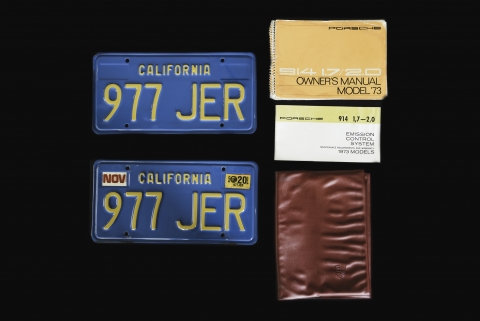 CALIFORNIA
977 JER
NOV
CALIFORNIA
20
977 JER
PORSCHE
914 1.7/2.0
OWNER'S MANUAL
MODEL '73
PORSCHE 914 1.7–2.0
EMISSION
CONTROL
SYSTEM
1973 MODELS